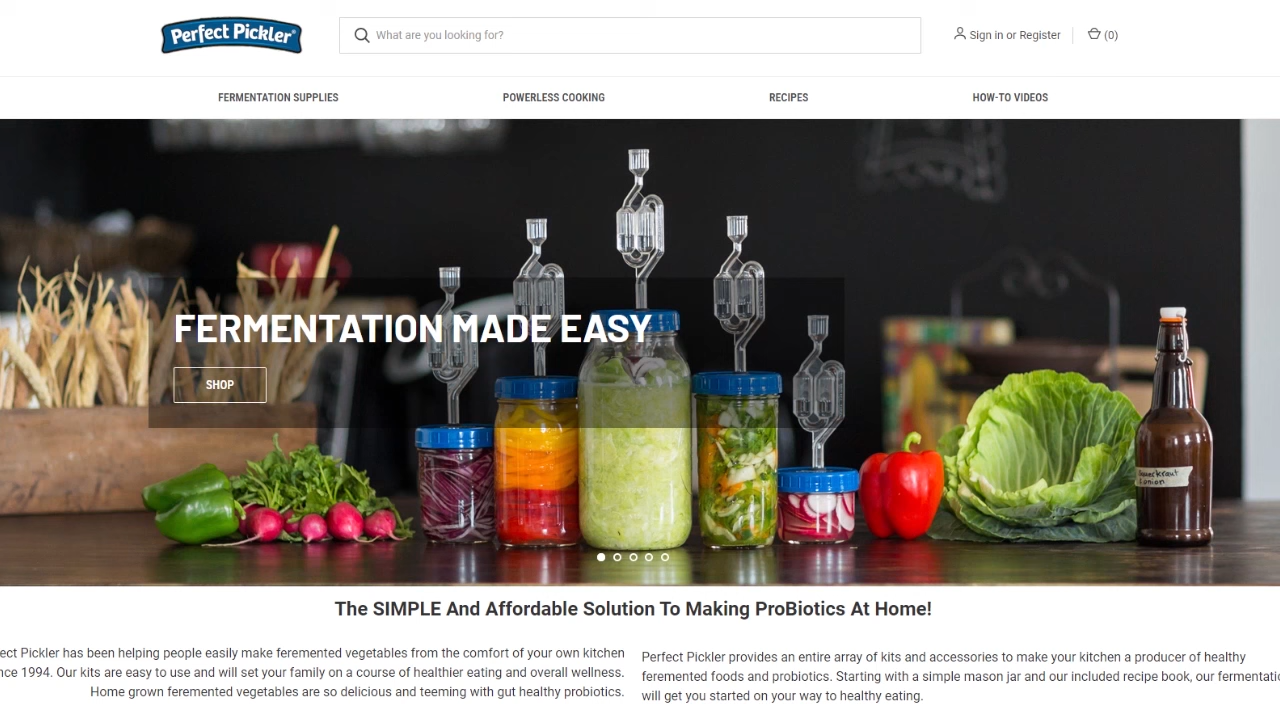 Perfect Pickler®
What are you looking for?
Sign in or Register
(0)
FERMENTATION SUPPLIES
POWERLESS COOKING
RECIPES
HOW-TO VIDEOS
FERMENTATION MADE EASY
SHOP
The SIMPLE And Affordable Solution To Making ProBiotics At Home!
Pickler has been helping people easily make feremented vegetables from the comfort of your own kitchen
1994. Our kits are easy to use and will set your family on a course of healthier eating and overall wellness.
Home grown feremented vegetables are so delicious and teeming with gut healthy probiotics.
Perfect Pickler provides an entire array of kits and accessories to make your kitchen a producer of healthy
feremented foods and probiotics. Starting with a simple mason jar and our included recipe book, our
will get you started on your way to healthy eating.